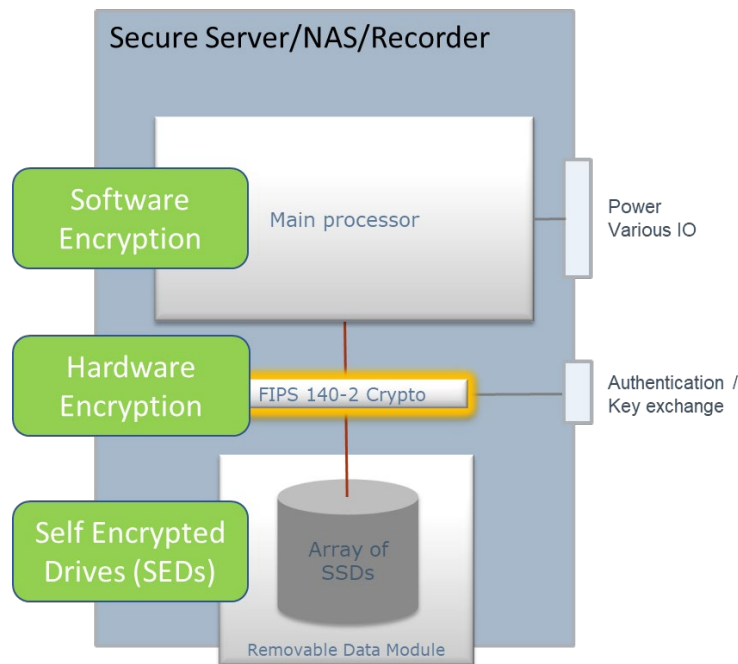 Secure Server/NAS/Recorder
Software
Encryption
Main processor
Power
Various IO
Hardware
Encryption
FIPS 140-2 Crypto
Authentication /
Key exchange
Self Encrypted
Drives (SEDs)
Array of
SSDs
Removable Data Module